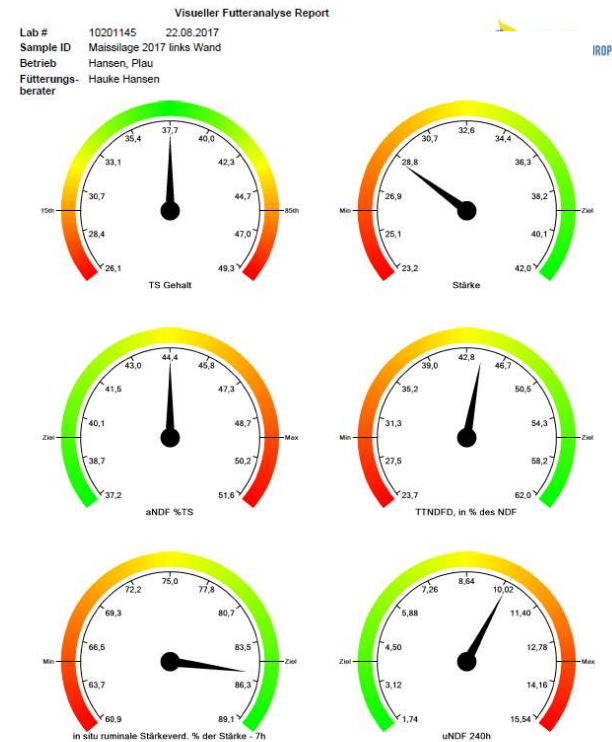 Visueller Futteranalyse Report
Lab # 10201145 22.08.2017
Sample ID Maissilage 2017 links Wand
Betrieb Hansen, Plau
Fütterungs- Hauke Hansen
berater
IROP
26,1 28,4 30,7 33,1 35,4 37,7 40,0 42,3 44,7 47,0 49,3
15th 85th
TS Gehalt
23,2 25,1 26,9 28,8 30,7 32,6 34,4 36,3 38,2 40,1 42,0
Min Ziel
Stärke
37,2 38,7 40,1 41,5 43,0 44,4 45,8 47,3 48,7 50,2 51,6
Ziel Max
aNDF %TS
23,7 27,5 31,3 35,2 39,0 42,8 46,7 50,5 54,3 58,2 62,0
Min Ziel
TTNDFD, in % des NDF
60,9 63,7 66,5 69,3 72,2 75,0 77,8 80,7 83,5 86,3 89,1
Min Ziel
in situ ruminale Stärkeverd. % der Stärke - 7h
1,74 3,12 4,50 5,88 7,26 8,64 10,02 11,40 12,78 14,16 15,54
Ziel Max
uNDF 240h